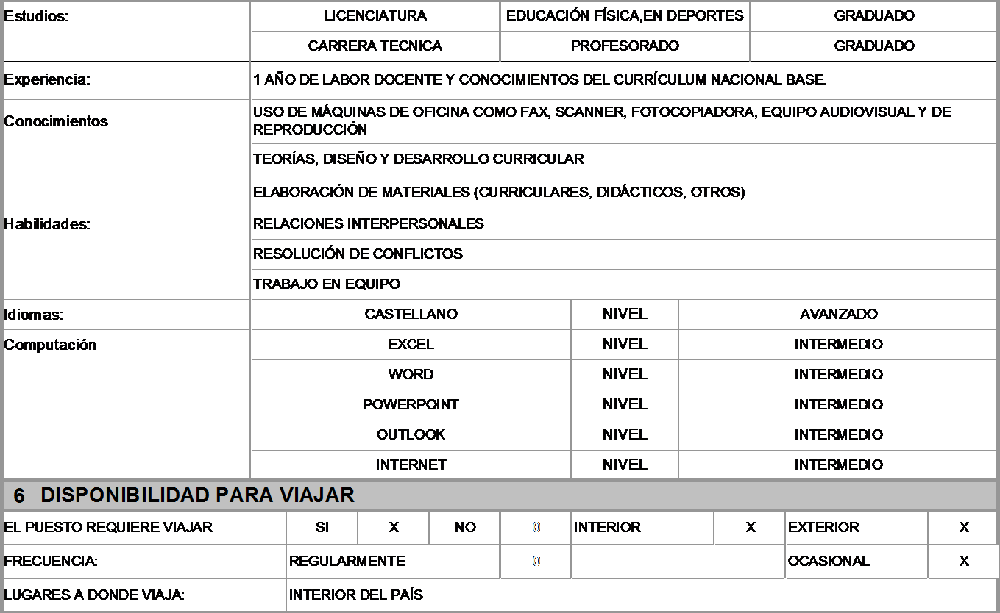 Estudios: LICENCIATURA EDUCACIÓN FÍSICA,EN DEPORTES GRADUADO
CARRERA TECNICA PROFESORADO GRADUADO
Experiencia: 1 AÑO DE LABOR DOCENTE Y CONOCIMIENTOS DEL CURRÍCULUM NACIONAL BASE.
Conocimientos USO DE MÁQUINAS DE OFICINA COMO FAX, SCANNER, FOTOCOPIADORA, EQUIPO AUDIOVISUAL Y DE
REPRODUCCIÓN
TEORÍAS, DISEÑO Y DESARROLLO CURRICULAR
ELABORACIÓN DE MATERIALES (CURRICULARES, DIDÁCTICOS, OTROS)
Habilidades: RELACIONES INTERPERSONALES
RESOLUCIÓN DE CONFLICTOS
TRABAJO EN EQUIPO
Idiomas: CASTELLANO NIVEL AVANZADO
Computación EXCEL NIVEL INTERMEDIO
WORD NIVEL INTERMEDIO
POWERPOINT NIVEL INTERMEDIO
OUTLOOK NIVEL INTERMEDIO
INTERNET NIVEL INTERMEDIO
6 DISPONIBILIDAD PARA VIAJAR
EL PUESTO REQUIERE VIAJAR SI X NO 0 INTERIOR X EXTERIOR X
FRECUENCIA: REGULARMENTE 0 OCASIONAL X
LUGARES A DONDE VIAJA: INTERIOR DEL PAÍS